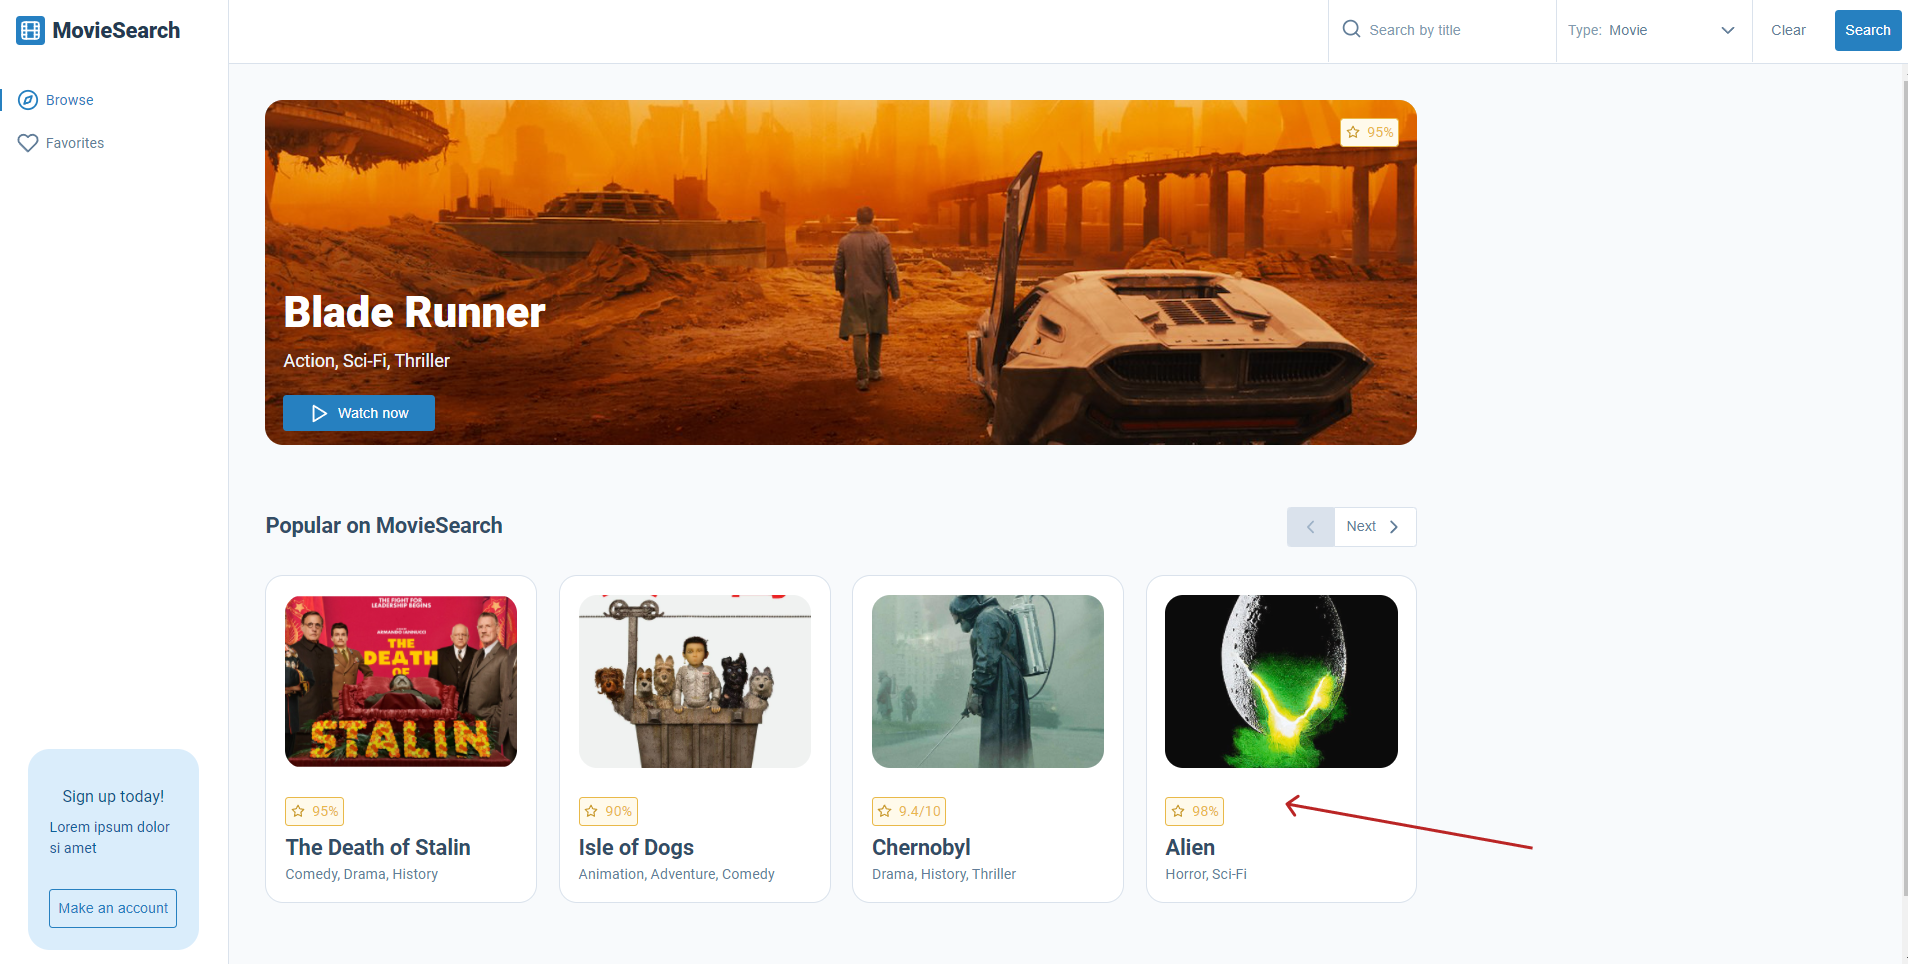 MovieSearch
Search by title
Type: Movie
Clear
Search
Browse
Favorites
95%
Blade Runner
Action, Sci-Fi, Thriller
Watch now
Popular on MovieSearch
Next
THE FIGHT FOR
LEADERSHIP BEGINS
ARMANDO IANNUCCI
THE
DEATH
OF
STALIN
95%
The Death of Stalin
Comedy, Drama, History
90%
Isle of Dogs
Animation, Adventure, Comedy
9.4/10
Chernobyl
Drama, History, Thriller
98%
Alien
Horror, Sci-Fi
Sign up today!
Lorem ipsum dolor
si amet
Make an account